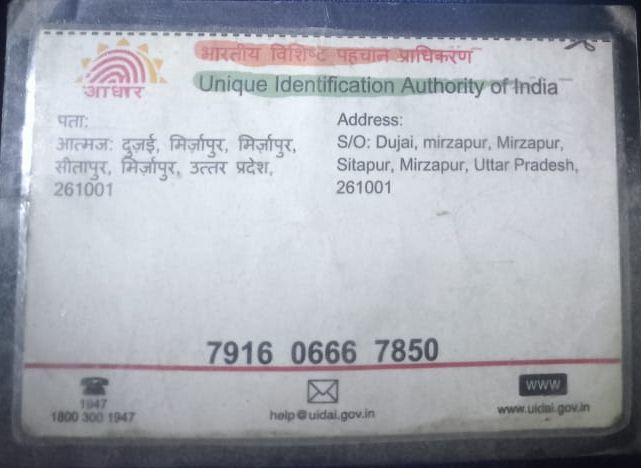 भारतीय विशिष्ट पहचान प्राधिकरण
Unique Identification Authority of India
आधार
पता:
आत्मज: दुजई, मिर्ज़ापुर, मिर्ज़ापुर,
सीतापुर, मिर्ज़ापुर, उत्तर प्रदेश,
261001
Address:
S/O: Dujai, mirzapur, Mirzapur,
Sitapur, Mirzapur, Uttar Pradesh,
261001
7916 0666 7850
1947
1800 300 1947
help@uidai.gov.in
www
www.uidai.gov.in